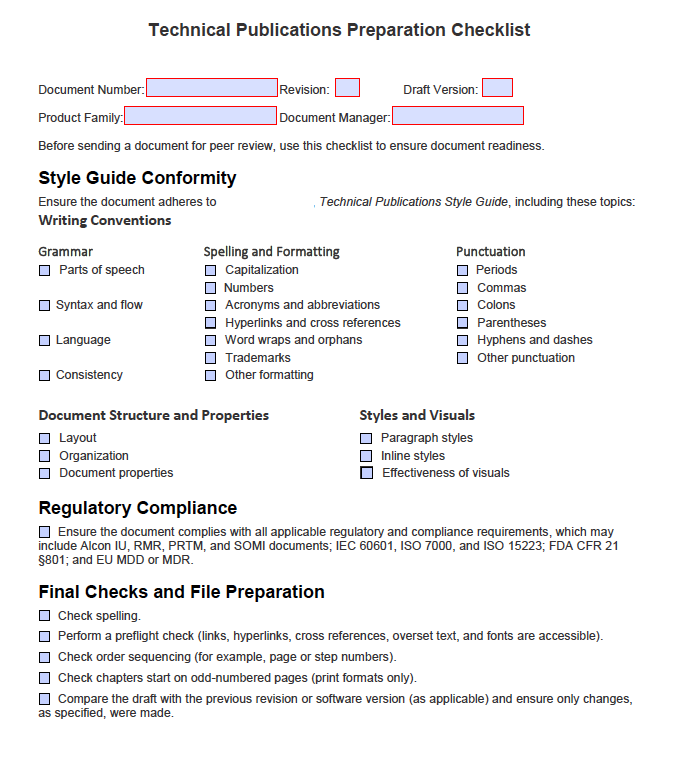 Technical Publications Preparation Checklist
Document Number: Revision: Draft Version:
Product Family: Document Manager:
Before sending a document for peer review, use this checklist to ensure document readiness.
Style Guide Conformity
Ensure the document adheres to , Technical Publications Style Guide, including these topics:
Writing Conventions
Grammar
Parts of speech
Syntax and flow
Language
Consistency
Spelling and Formatting
Capitalization
Numbers
Acronyms and abbreviations
Hyperlinks and cross references
Word wraps and orphans
Trademarks
Other formatting
Punctuation
Periods
Commas
Colons
Parentheses
Hyphens and dashes
Other punctuation
Document Structure and Properties
Layout
Organization
Document properties
Styles and Visuals
Paragraph styles
Inline styles
Effectiveness of visuals
Regulatory Compliance
Ensure the document complies with all applicable regulatory and compliance requirements, which may
include Alcon IU, RMR, PRTM, and SOMI documents; IEC 60601, ISO 7000, and ISO 15223; FDA CFR 21
§801; and EU MDD or MDR.
Final Checks and File Preparation
Check spelling.
Perform a preflight check (links, hyperlinks, cross references, overset text, and fonts are accessible).
Check order sequencing (for example, page or step numbers).
Check chapters start on odd-numbered pages (print formats only).
Compare the draft with the previous revision or software version (as applicable) and ensure only changes,
as specified, were made.